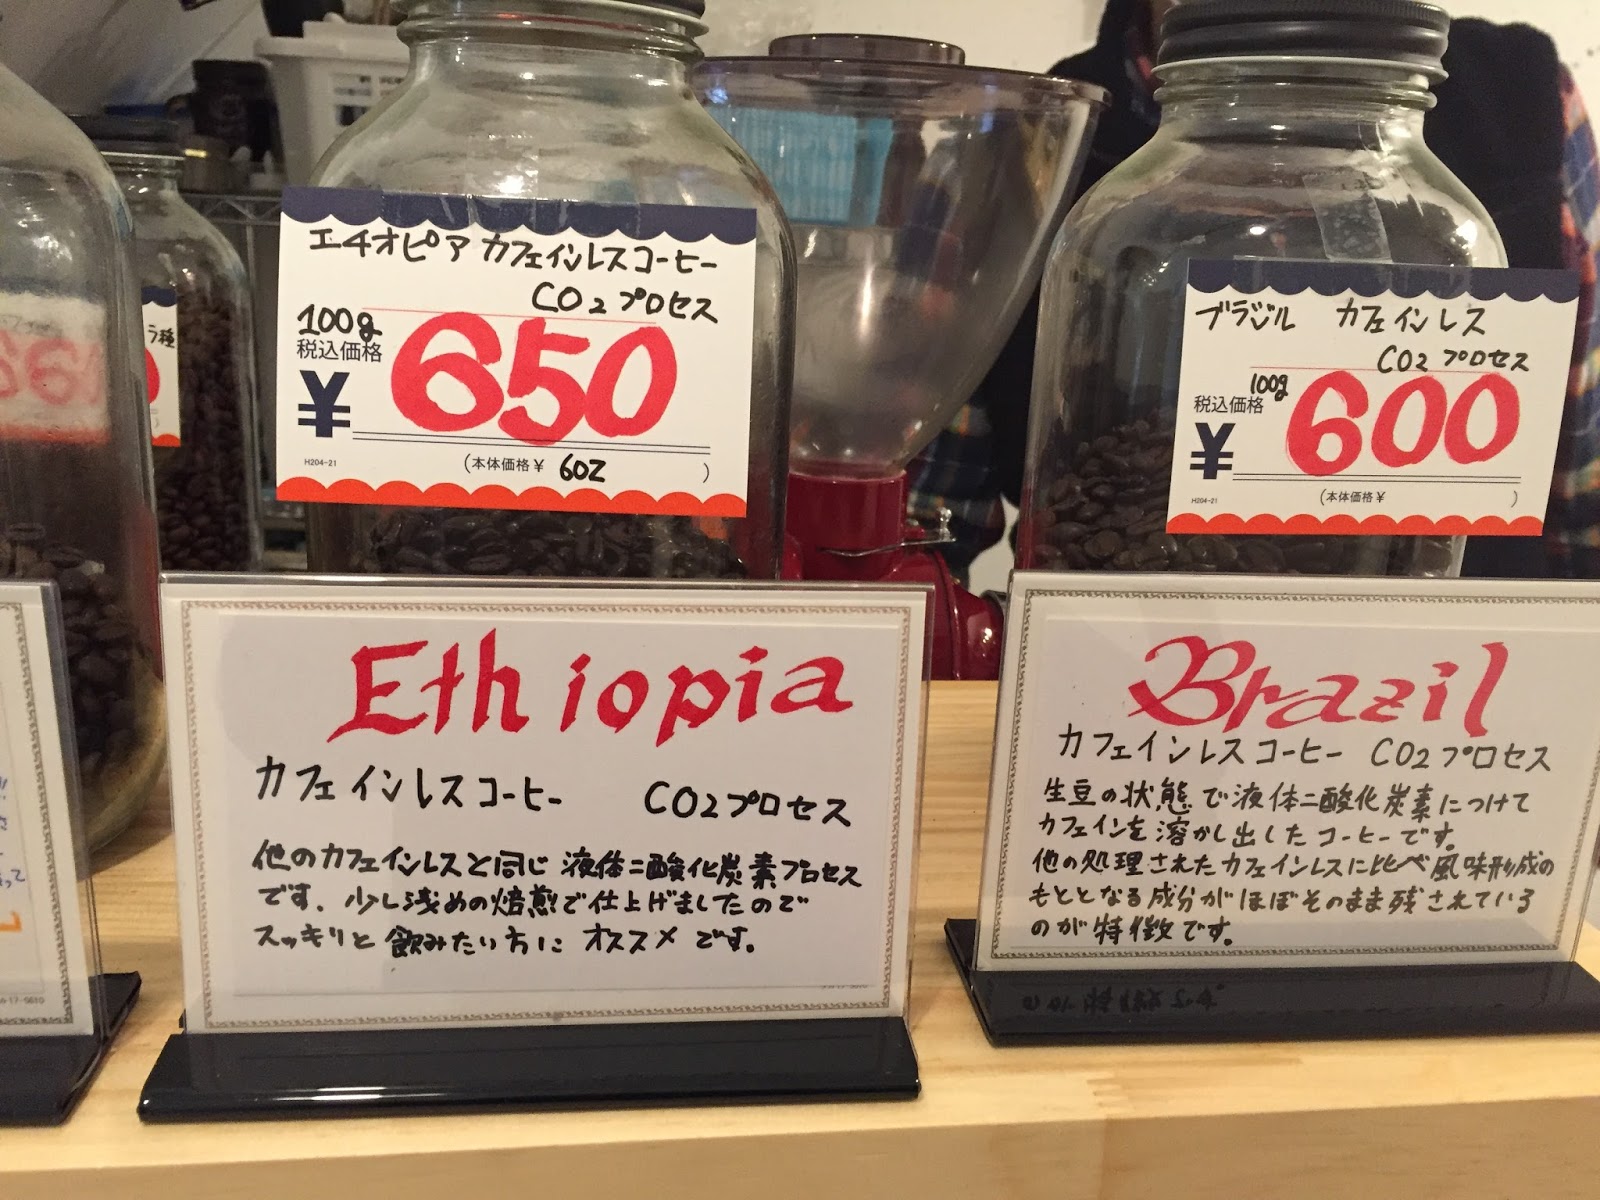 エチオピア カフェインレスコーヒー
CO2プロセス
100g
税込価格
¥650
H204-21
(本体価格¥ 602 )
ブラジル カフェインレス
CO2プロセス
100g
税込価格
¥600
H204-21
(本体価格¥ )
ラ種
Ethiopia
カフェインレスコーヒー CO2プロセス
他のカフェインレスと同じ液体二酸化炭素プロセス
です、少し浅めの焙煎で仕上げましたので
スッキリと飲みたい方にオススメです。
Brazil
カフェインレスコーヒー CO2プロセス
生豆の状態で液体二酸化炭素につけて
カフェインを溶かし出したコーヒーです。
他の処理されたカフェインレスに比べ風味形成の
もととなる成分がほぼそのまま残されている
のが特徴です。